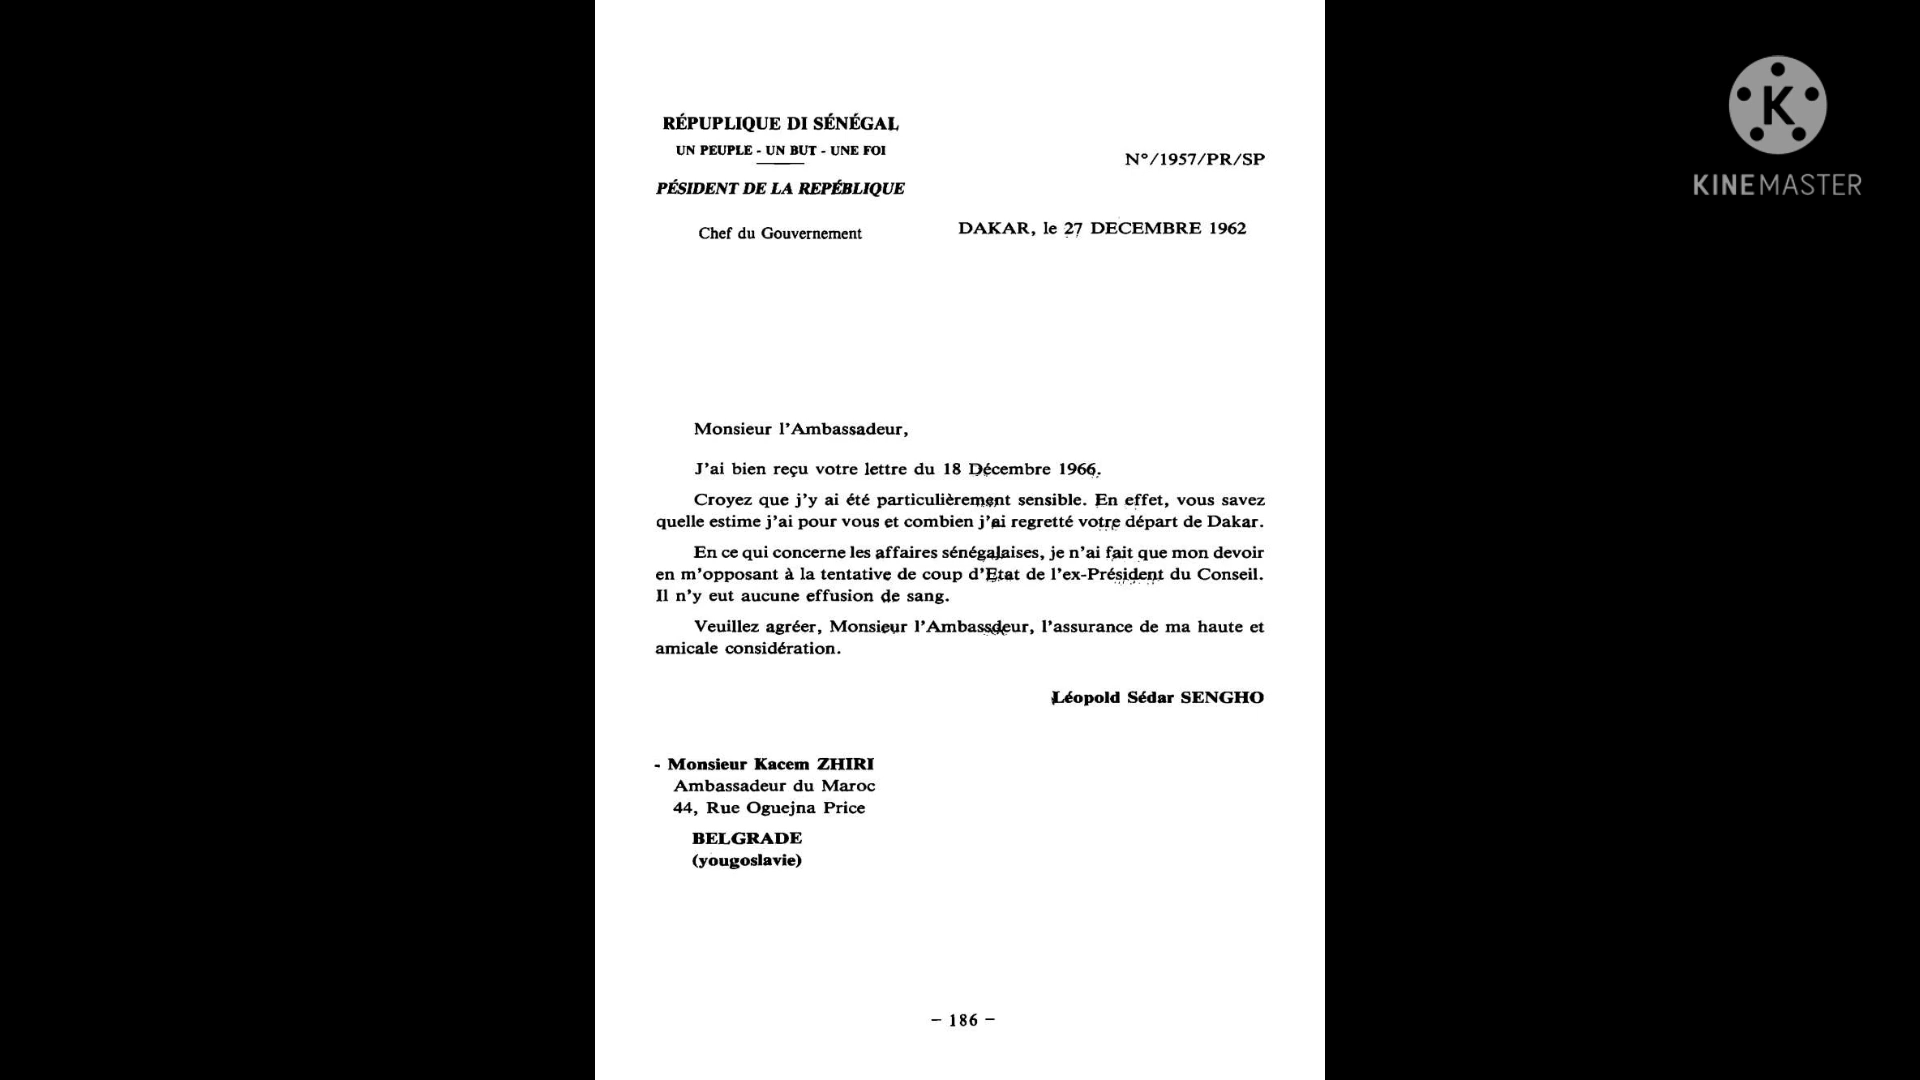 RÉPUPLIQUE DI SÉNÉGAL
UN PEUPLE - UN BUT - UNE FOI
N°/1957/PR/SP
PÉSIDENT DE LA REPÉBLIQUE
Chef du Gouvernement
DAKAR, le 27 DECEMBRE 1962
Monsieur l'Ambassadeur,
J'ai bien reçu votre lettre du 18 Décembre 1966.
Croyez que j'y ai été particulièrement sensible. En effet, vous savez
quelle estime j'ai pour vous et combien j'ai regretté votre départ de Dakar.
En ce qui concerne les affaires sénégalaises, je n'ai fait que mon devoir
en m'opposant à la tentative de coup d'Etat de l'ex-Président du Conseil.
Il n'y eut aucune effusion de sang.
Veuillez agréer, Monsieur l'Ambassdeur, l'assurance de ma haute et
amicale considération.
Léopold Sédar SENGHO
- Monsieur Kacem ZHIRI
Ambassadeur du Maroc
44, Rue Oguejna Price
BELGRADE
(yougoslavie)
– 186 –
K
KINEMASTER